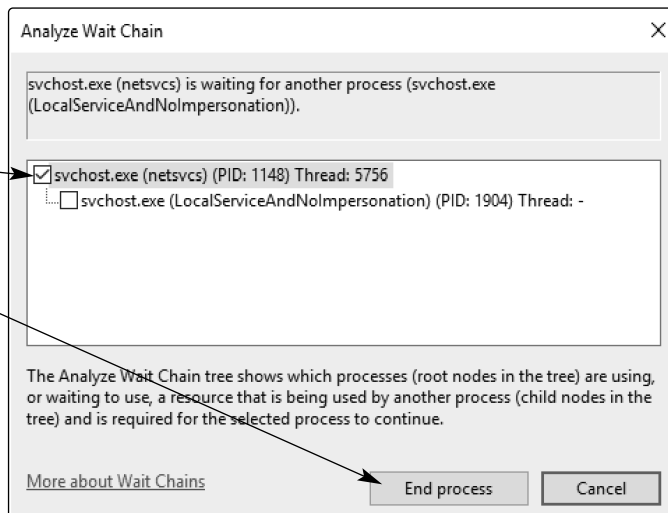 Analyze Wait Chain
svchost.exe (netsvcs) is waiting for another process (svchost.exe
(LocalServiceAndNoImpersonation)).
svchost.exe (netsvcs) (PID: 1148) Thread: 5756
svchost.exe (LocalServiceAndNoImpersonation) (PID: 1904) Thread: -
The Analyze Wait Chain tree shows which processes (root nodes in the tree) are using,
or waiting to use, a resource that is being used by another process (child nodes in the
tree) and is required for the selected process to continue.
More about Wait Chains
End process
Cancel